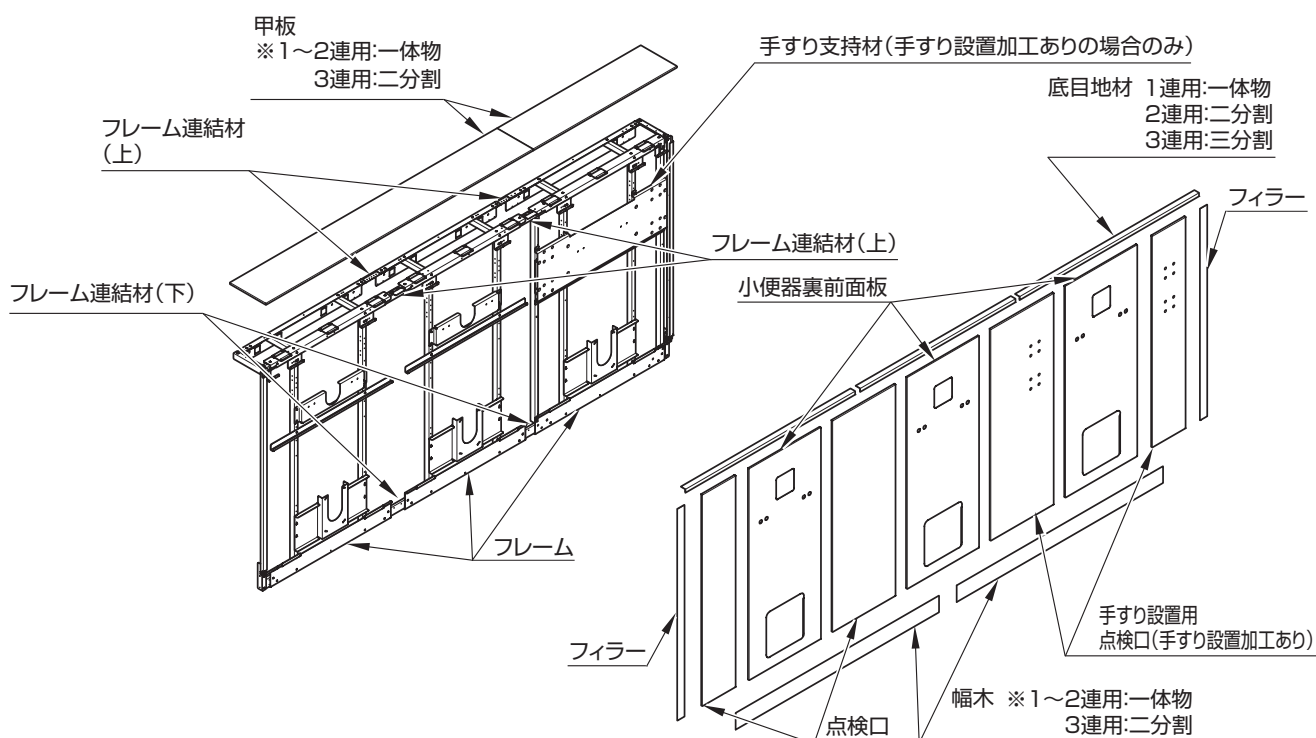 甲板
※1〜2連用:一体物
3連用:二分割
手すり支持材(手すり設置加工ありの場合のみ)
底目地材 1連用:一体物
2連用:二分割
3連用:三分割
フレーム連結材
(上)
フィラー
フレーム連結材(上)
小便器裏前面板
フレーム連結材(下)
フレーム
手すり設置用
点検口(手すり設置加工あり)
フィラー
幅木 ※1〜2連用:一体物
3連用:二分割
点検口